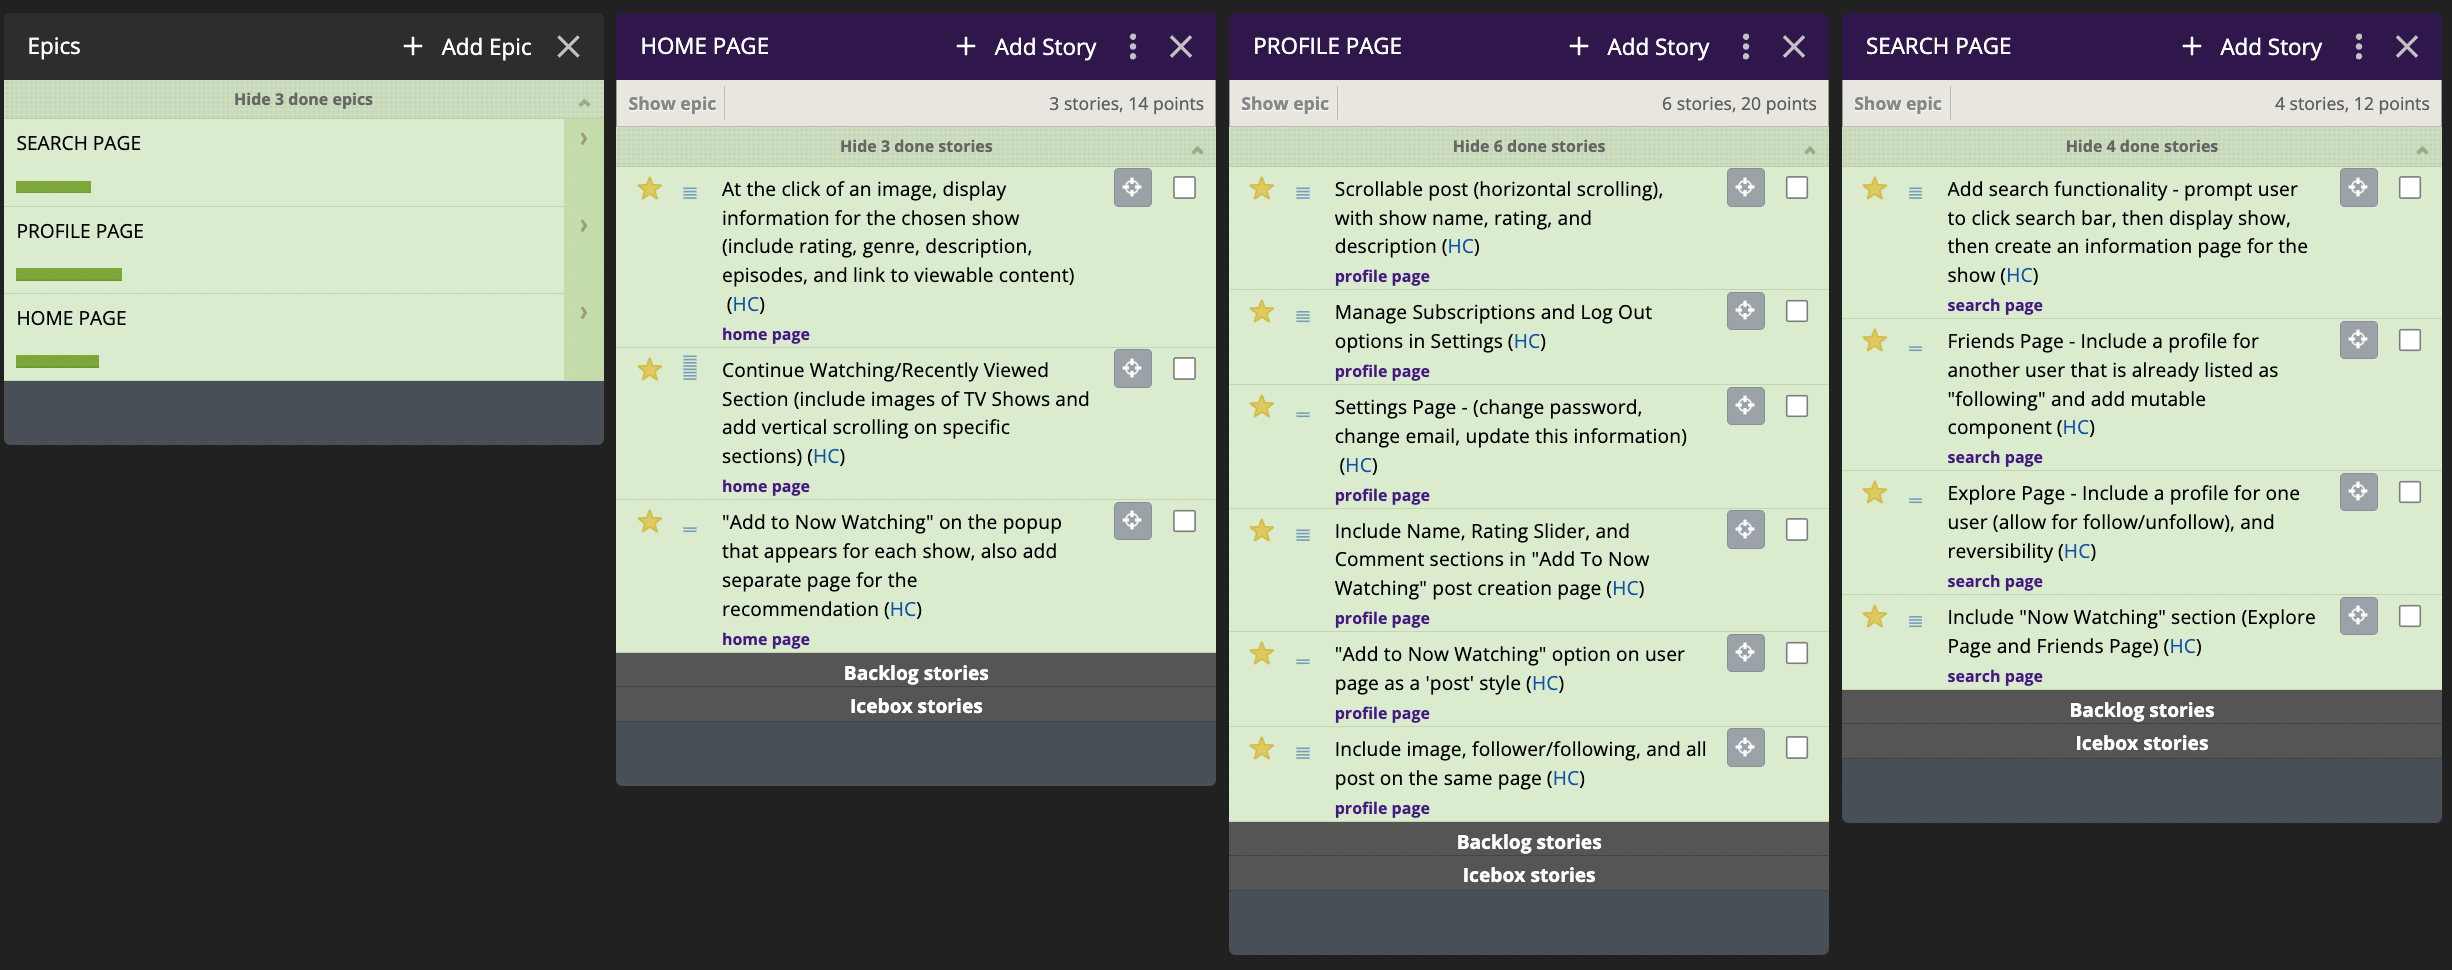 Epics
+ Add Epic
Hide 3 done epics
SEARCH PAGE
PROFILE PAGE
HOME PAGE
HOME PAGE
+ Add Story
Show epic
3 stories, 14 points
Hide 3 done stories
At the click of an image, display
information for the chosen show
(include rating, genre, description,
episodes, and link to viewable content)
(HC)
home page
Continue Watching/Recently Viewed
Section (include images of TV Shows and
add vertical scrolling on specific
sections) (HC)
home page
"Add to Now Watching" on the popup
that appears for each show, also add
separate page for the
recommendation (HC)
home page
Backlog stories
Icebox stories
PROFILE PAGE
+ Add Story
Show epic
6 stories, 20 points
Hide 6 done stories
Scrollable post (horizontal scrolling),
with show name, rating, and
description (HC)
profile page
Manage Subscriptions and Log Out
options in Settings (HC)
profile page
Settings Page - (change password,
change email, update this information)
(HC)
profile page
Include Name, Rating Slider, and
Comment sections in "Add To Now
Watching" post creation page (HC)
profile page
"Add to Now Watching" option on user
page as a 'post' style (HC)
profile page
Include image, follower/following, and all
post on the same page (HC)
profile page
Backlog stories
Icebox stories
SEARCH PAGE
+ Add Story
Show epic
4 stories, 12 points
Hide 4 done stories
Add search functionality - prompt user
to click search bar, then display show,
then create an information page for the
show (HC)
search page
Friends Page - Include a profile for
another user that is already listed as
"following" and add mutable
component (HC)
search page
Explore Page - Include a profile for one
user (allow for follow/unfollow), and
reversibility (HC)
search page
Include "Now Watching" section (Explore
Page and Friends Page) (HC)
search page
Backlog stories
Icebox stories